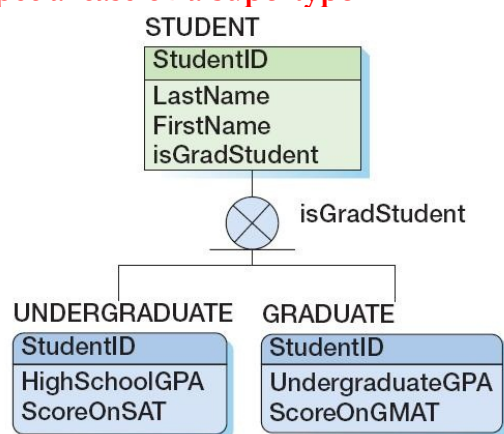 STUDENT
StudentID
LastName
FirstName
isGradStudent
isGradStudent
UNDERGRADUATE
GRADUATE
StudentID
HighSchoolGPA
ScoreOnSAT
StudentID
UndergraduateGPA
ScoreOnGMAT